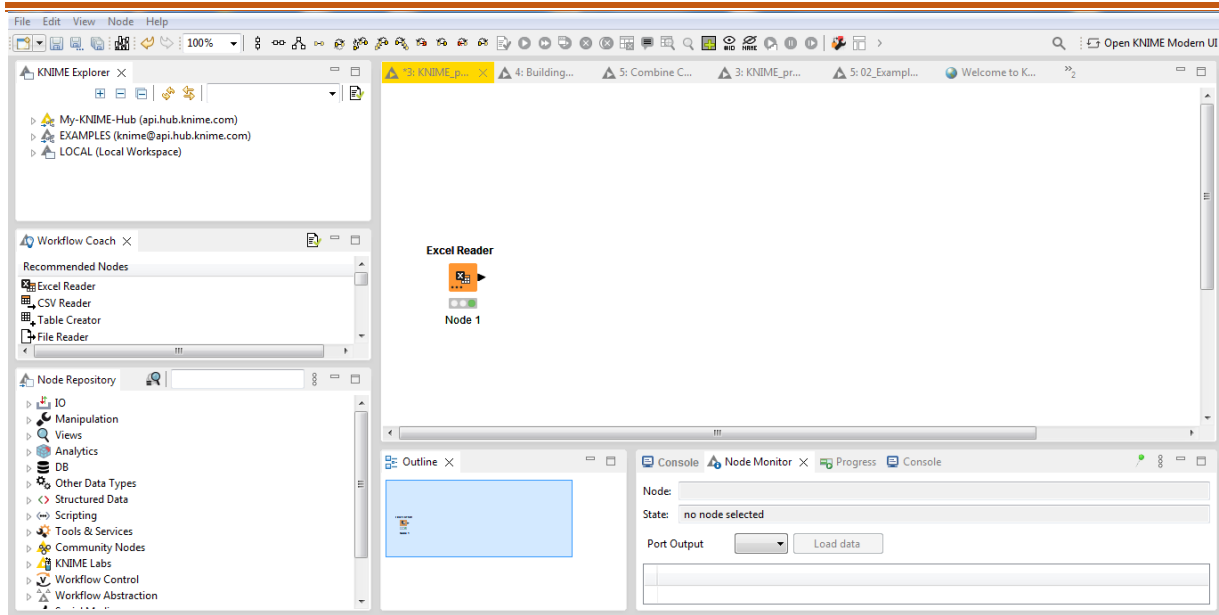 File Edit View Node Help
100%
Open KNIME Modern UI
KNIME Explorer
My-KNIME-Hub (api.hub.knime.com)
EXAMPLES (knime@api.hub.knime.com)
LOCAL (Local Workspace)
Workflow Coach
Recommended Nodes
Excel Reader
CSV Reader
Table Creator
File Reader
Node Repository
IO
Manipulation
Views
Analytics
DB
Other Data Types
Structured Data
Scripting
Tools & Services
Community Nodes
KNIME Labs
Workflow Control
Workflow Abstraction
*3: KNIME_p... 4: Building... 5: Combine C... 3: KNIME_pr... 5: 02_Exampl... Welcome to K... »2
Excel Reader
Node 1
Outline
Console Node Monitor Progress Console
Node:
State: no node selected
Port Output Load data